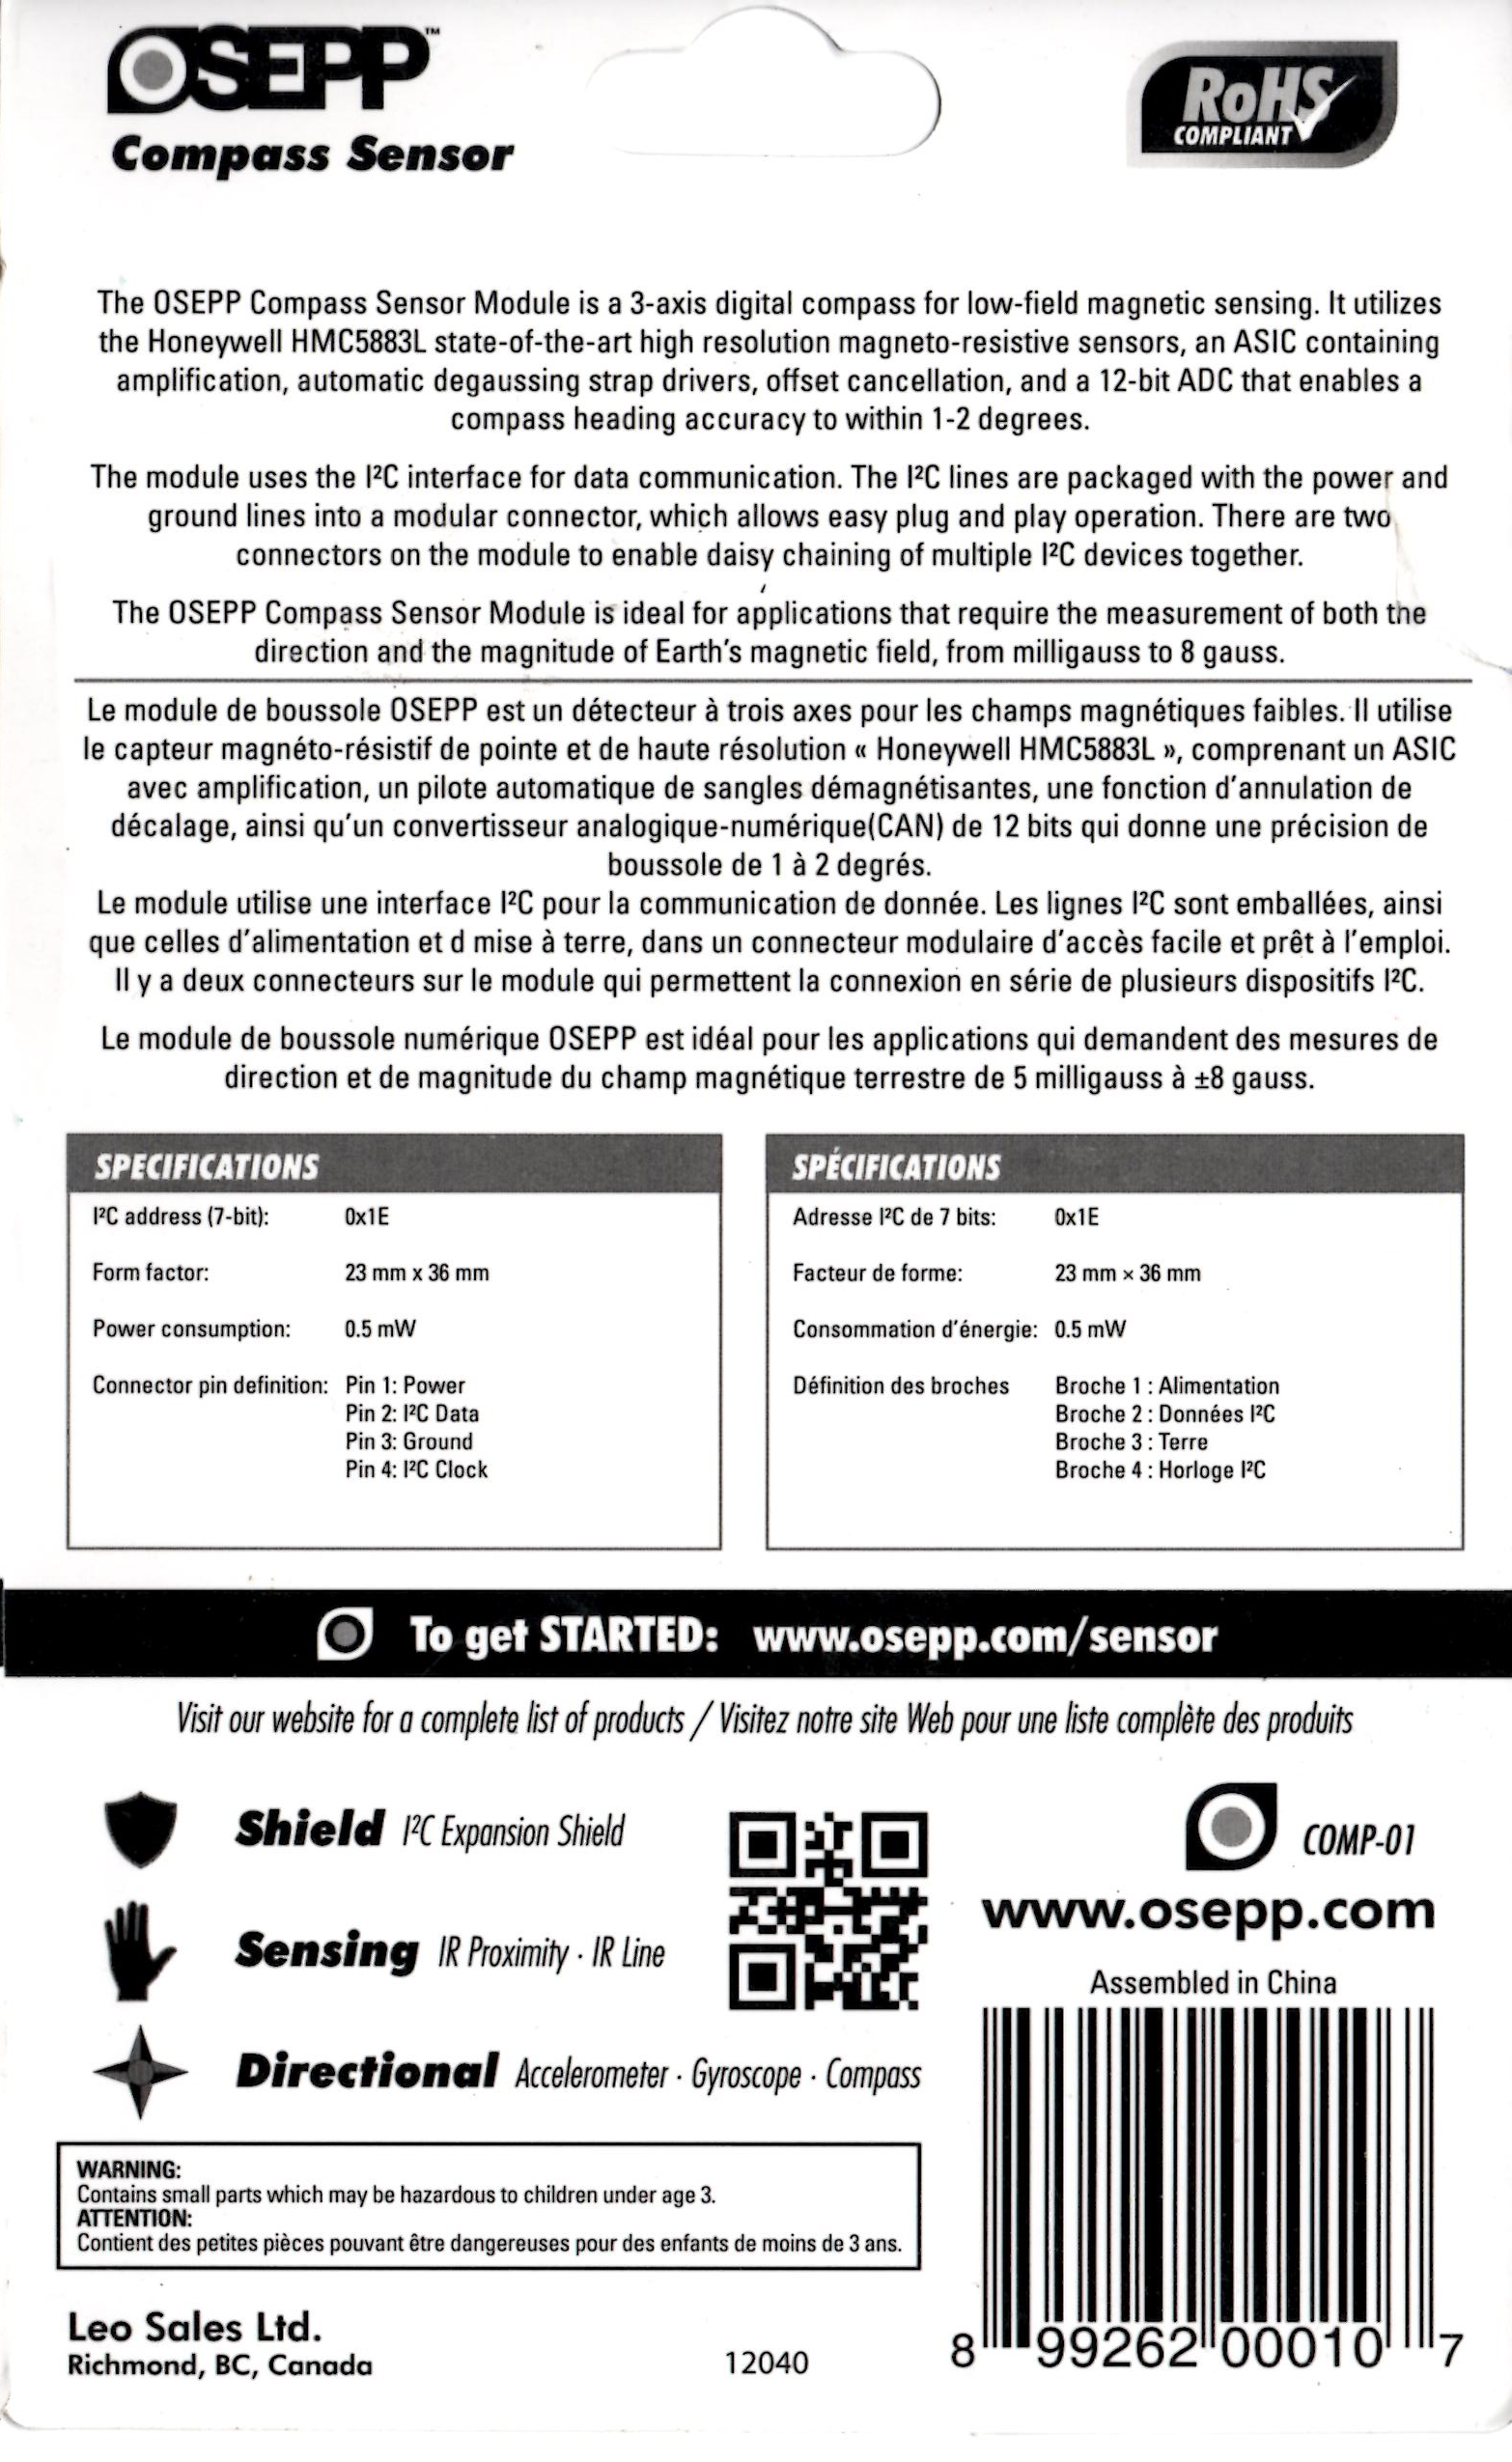 OSEPP™
Compass Sensor
RoHS
COMPLIANT
The OSEPP Compass Sensor Module is a 3-axis digital compass for low-field magnetic sensing. It utilizes
the Honeywell HMC5883L state-of-the-art high resolution magneto-resistive sensors, an ASIC containing
amplification, automatic degaussing strap drivers, offset cancellation, and a 12-bit ADC that enables a
compass heading accuracy to within 1-2 degrees.
The module uses the I²C interface for data communication. The I²C lines are packaged with the power and
ground lines into a modular connector, which allows easy plug and play operation. There are two
connectors on the module to enable daisy chaining of multiple I²C devices together.
The OSEPP Compass Sensor Module is ideal for applications that require the measurement of both the
direction and the magnitude of Earth's magnetic field, from milligauss to 8 gauss.
Le module de boussole OSEPP est un détecteur à trois axes pour les champs magnétiques faibles. Il utilise
le capteur magnéto-résistif de pointe et de haute résolution « Honeywell HMC5883L », comprenant un ASIC
avec amplification, un pilote automatique de sangles démagnétisantes, une fonction d'annulation de
décalage, ainsi qu'un convertisseur analogique-numérique(CAN) de 12 bits qui donne une précision de
boussole de 1 à 2 degrés.
Le module utilise une interface I²C pour la communication de donnée. Les lignes I²C sont emballées, ainsi
que celles d'alimentation et d mise à terre, dans un connecteur modulaire d'accès facile et prêt à l'emploi.
Il y a deux connecteurs sur le module qui permettent la connexion en série de plusieurs dispositifs I²C.
Le module de boussole numérique OSEPP est idéal pour les applications qui demandent des mesures de
direction et de magnitude du champ magnétique terrestre de 5 milligauss à ±8 gauss.
SPECIFICATIONS
I²C address (7-bit): 0x1E
Form factor: 23 mm x 36 mm
Power consumption: 0.5 mW
Connector pin definition: Pin 1: Power
Pin 2: I²C Data
Pin 3: Ground
Pin 4: I²C Clock
SPÉCIFICATIONS
Adresse I²C de 7 bits: 0x1E
Facteur de forme: 23 mm × 36 mm
Consommation d'énergie: 0.5 mW
Définition des broches Broche 1 : Alimentation
Broche 2 : Données I²C
Broche 3 : Terre
Broche 4 : Horloge I²C
To get STARTED: www.osepp.com/sensor
Visit our website for a complete list of products / Visitez notre site Web pour une liste complète des produits
Shield I²C Expansion Shield
Sensing IR Proximity · IR Line
Directional Accelerometer · Gyroscope · Compass
COMP-01
www.osepp.com
Assembled in China
WARNING:
Contains small parts which may be hazardous to children under age 3.
ATTENTION:
Contient des petites pièces pouvant être dangereuses pour des enfants de moins de 3 ans.
Leo Sales Ltd.
Richmond, BC, Canada
12040
8 99262 00010 7